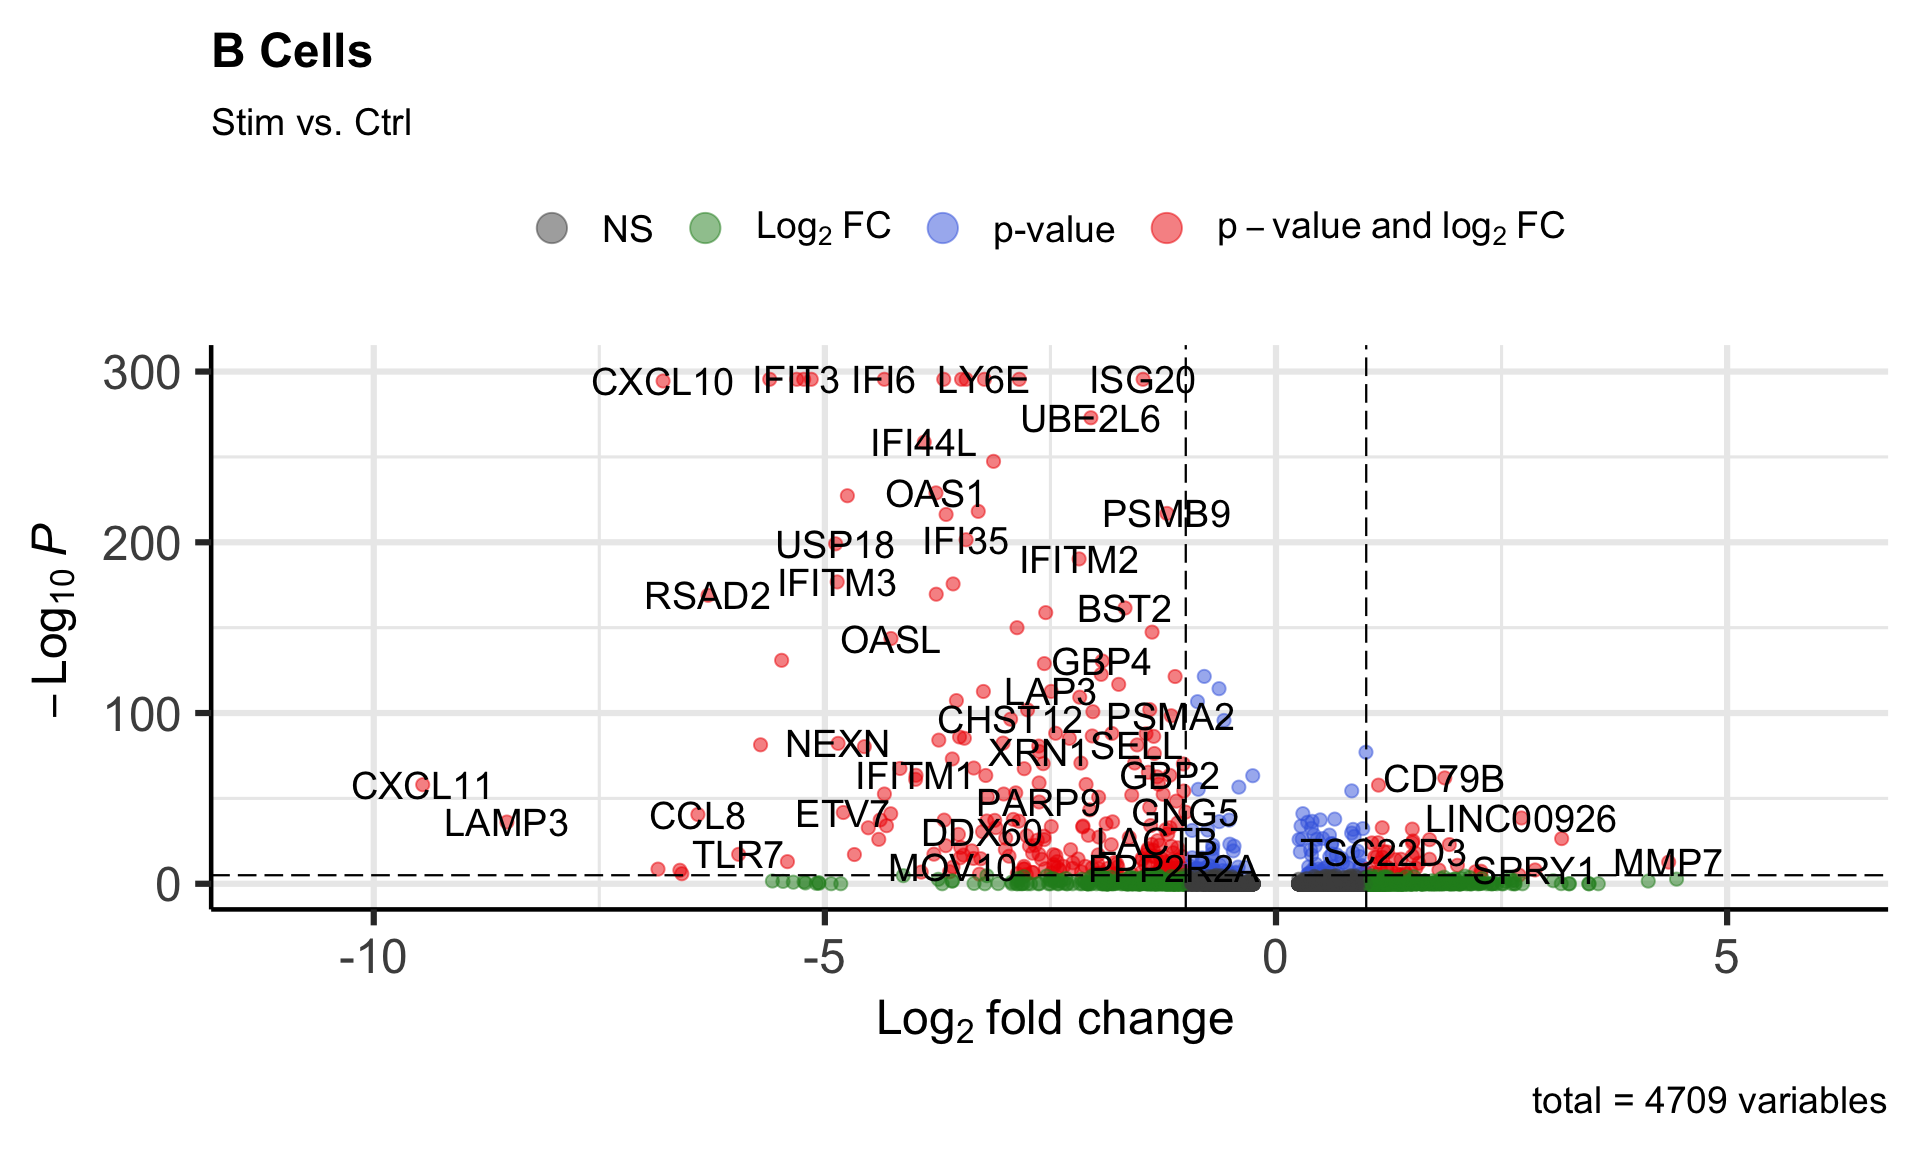 B Cells
Stim vs. Ctrl
NS Log₂ FC p-value p − value and log₂ FC
300
200
100
0
− Log₁₀ P
CXCL10 IFIT3 IFI6 LY6E ISG20
UBE2L6
IFI44L
OAS1
PSMB9
USP18 IFI35
IFITM2
RSAD2 IFITM3
BST2
OASL
GBP4
LAP3
CHST12 PSMA2
NEXN XRN1 SELL
CXCL11 IFITM1 GBP2 CD79B
PARP9
LAMP3 CCL8 ETV7 GNG5 LINC00926
DDX60
TLR7 LACTB TSC22D3
MOV10 PPP2R2A SPRY1 MMP7
-10 -5 0 5
Log₂ fold change
total = 4709 variables